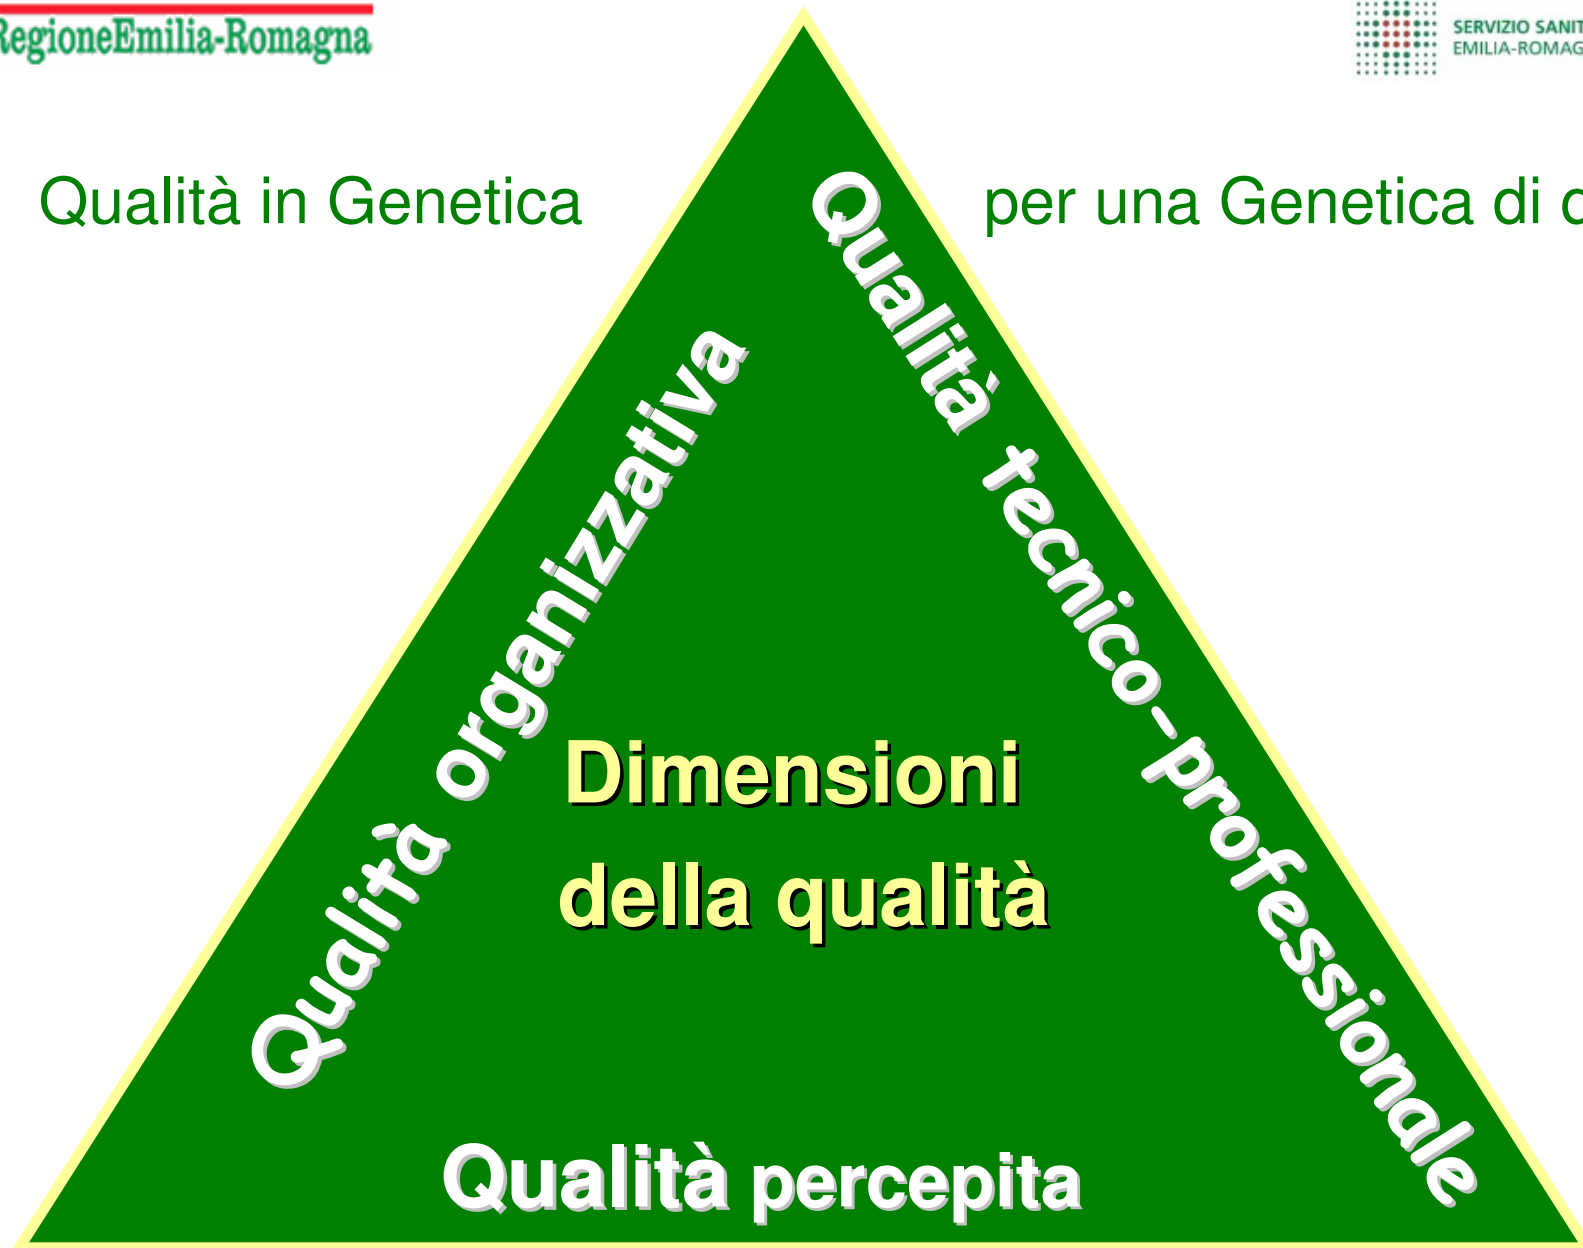 RegioneEmilia-Romagna
SERVIZIO SANIT
EMILIA-ROMAG
Qualità in Genetica
per una Genetica di
Qualità organizzativa
Qualità tecnico-professionale
Dimensioni
della qualità
Qualità percepita